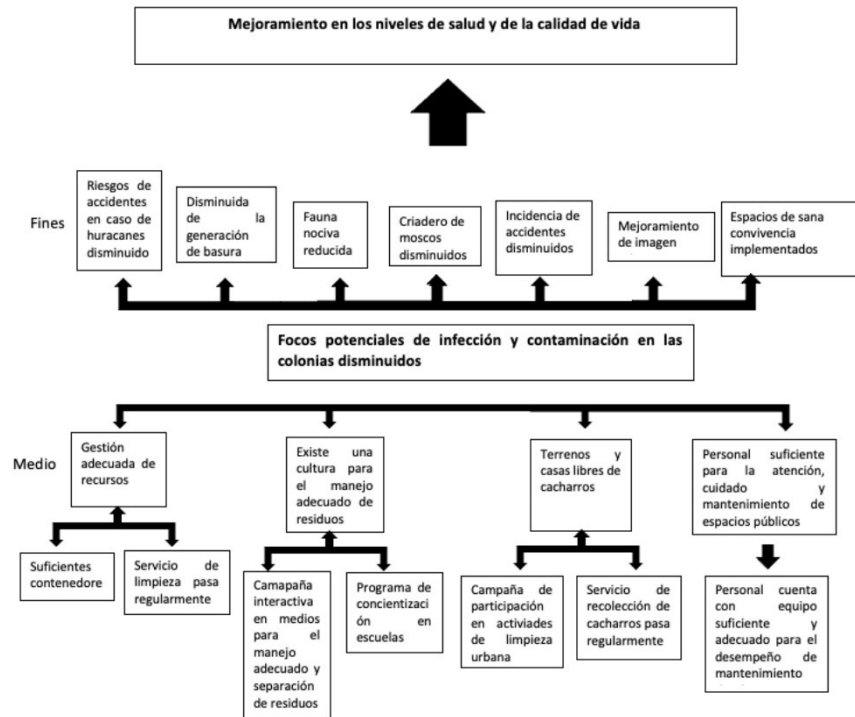 Mejoramiento en los niveles de salud y de la calidad de vida
Fines
Riesgos de
accidentes
en caso de
huracanes
disminuido
Disminuida
de la
generación
de basura
Fauna
nociva
reducida
Criadero de
moscos
disminuidos
Incidencia de
accidentes
disminuidos
Mejoramiento
de imagen
Espacios de sana
convivencia
implementados
Focos potenciales de infección y contaminación en las
colonias disminuidos
Medio
Gestión
adecuada de
recursos
Existe una
cultura para
el manejo
adecuado de
residuos
Terrenos y
casas libres de
cacharros
Personal suficiente
para la atención,
cuidado y
mantenimiento de
espacios públicos
Suficientes
contenedore
Servicio de
limpieza pasa
regularmente
Camapaña
interactiva
en medios
para el
manejo
adecuado y
separación de
residuos
Programa de
concientizac
ión en
escuelas
Campaña de
participación
en activiades
de limpieza
urbana
Servicio de
recolección de
cacharros pasa
regularmente
Personal cuenta
con equipo
suficiente y
adecuado para el
desempeño de
mantenimiento